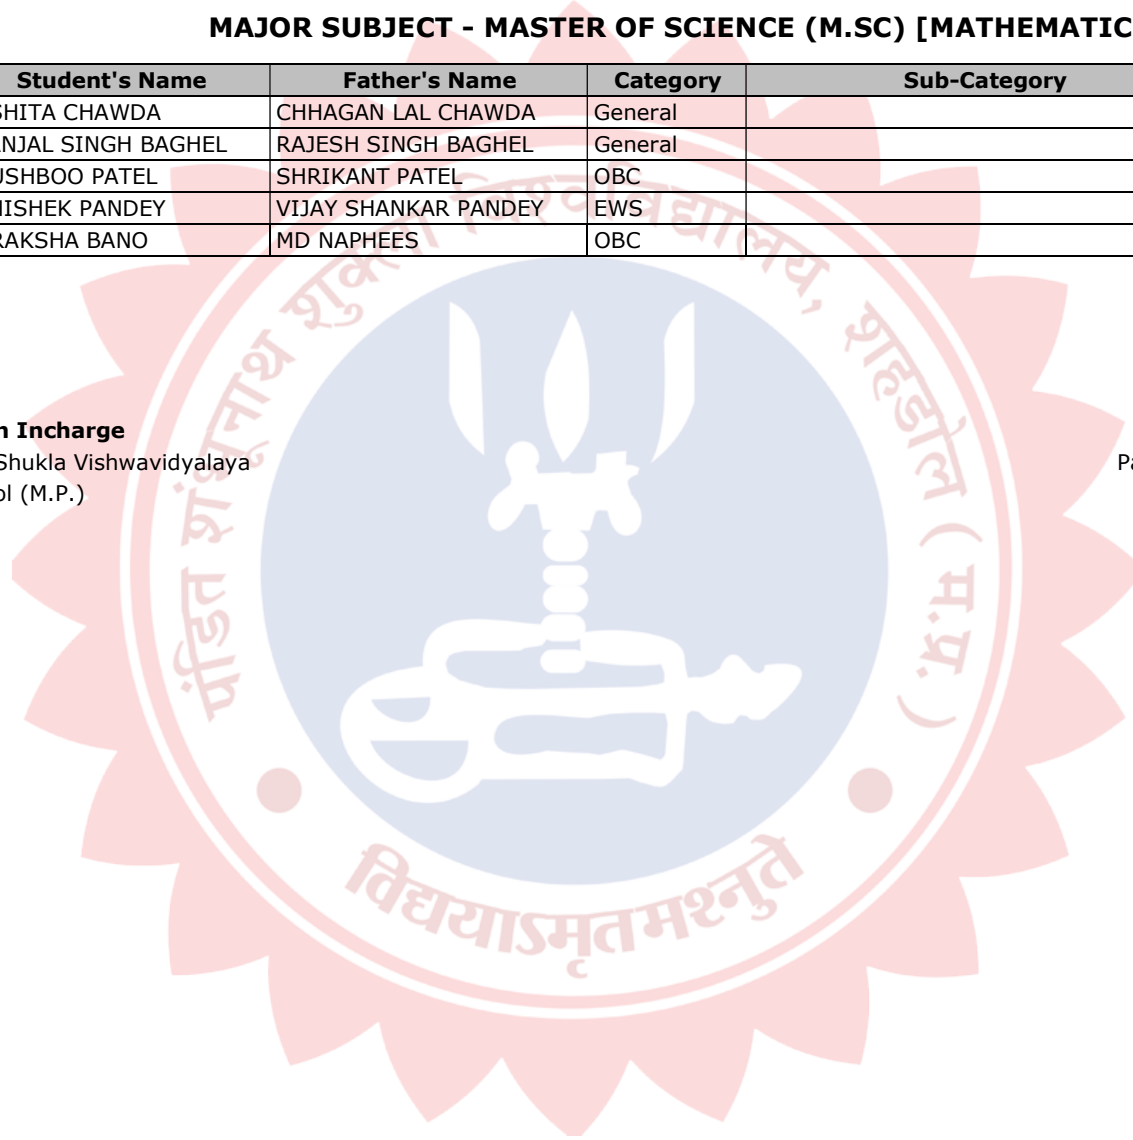 MAJOR SUBJECT - MASTER OF SCIENCE (M.SC) [MATHEMATIC
Student's Name Father's Name Category Sub-Category
SHITA CHAWDA CHHAGAN LAL CHAWDA General
NJAL SINGH BAGHEL RAJESH SINGH BAGHEL General
USHBOO PATEL SHRIKANT PATEL OBC
HISHEK PANDEY VIJAY SHANKAR PANDEY EWS
RAKSHA BANO MD NAPHEES OBC
n Incharge
Shukla Vishwavidyalaya Pa
ol (M.P.)
पंडित शंभूनाथ शुक्ला विश्वविद्यालय, शहडोल ( म.प्र. )
विद्ययाऽमृतमश्नुते